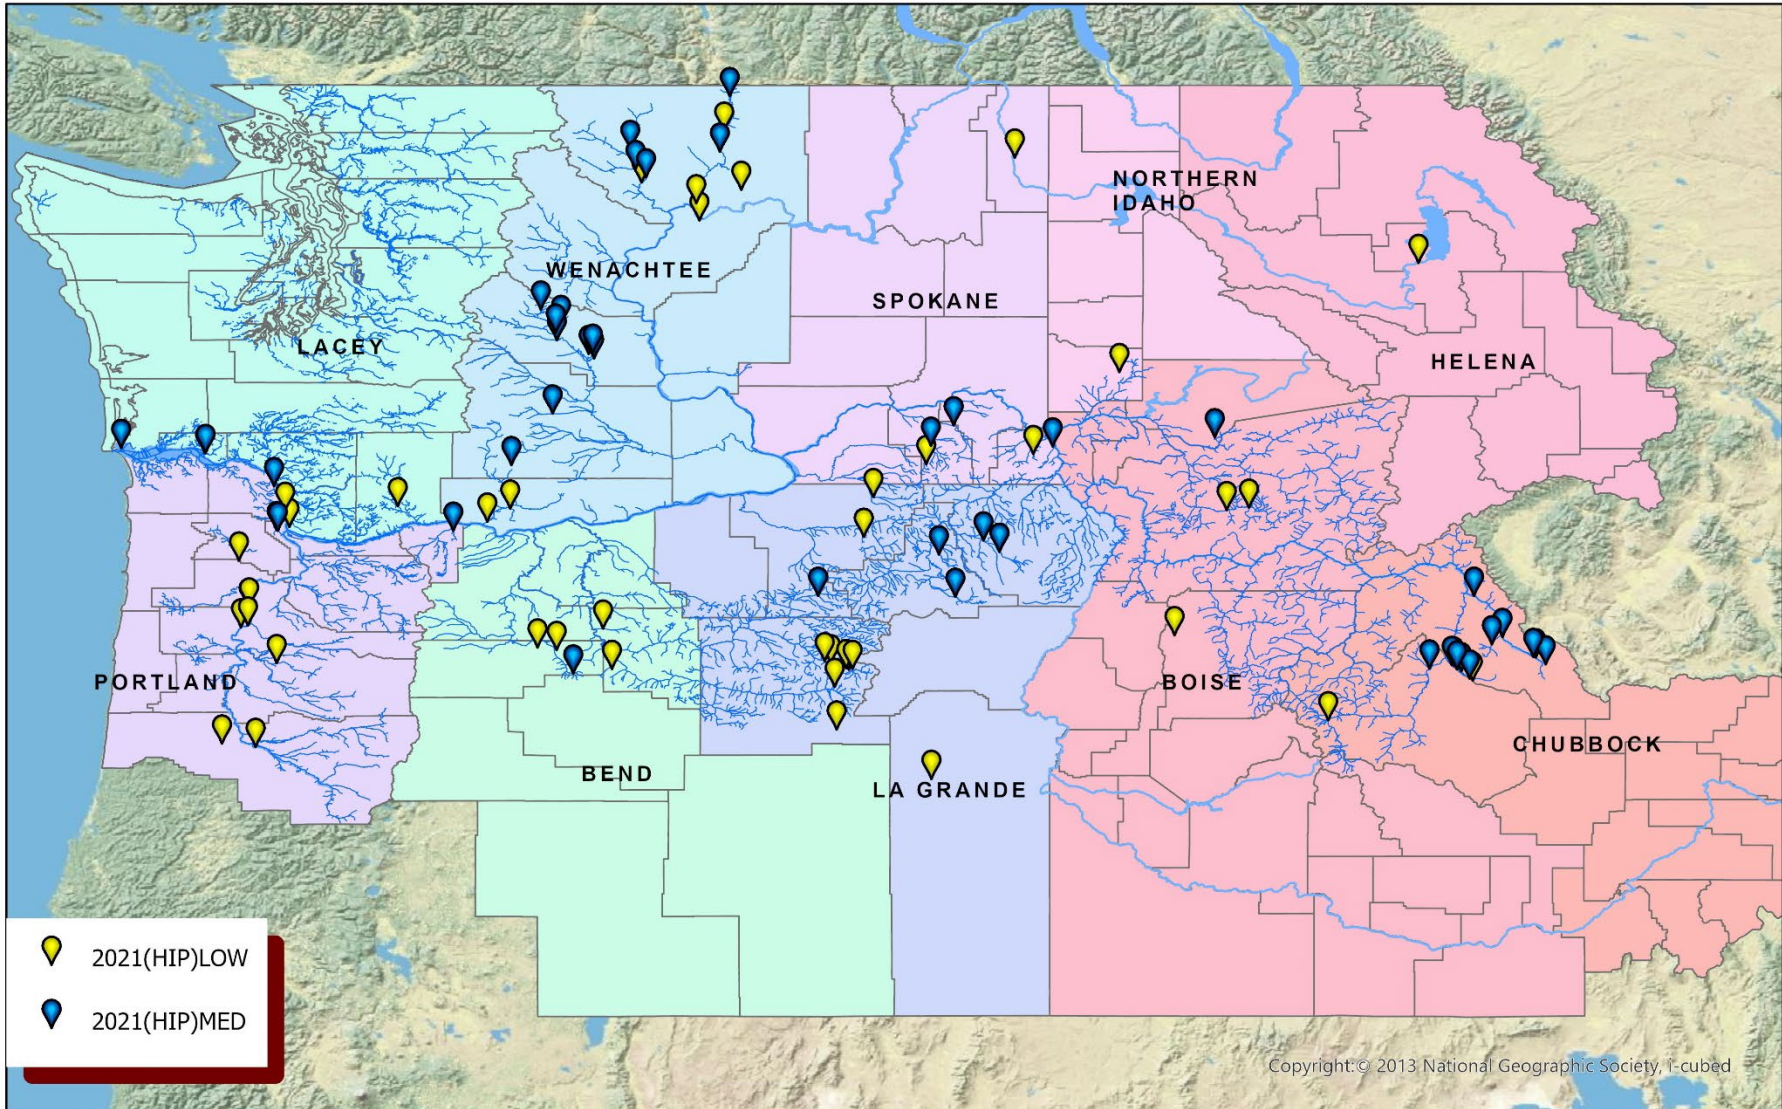 NORTHERN
IDAHO
WENACHTEE
SPOKANE
LACEY
HELENA
PORTLAND
BOISE
CHUBBOCK
BEND
LA GRANDE
2021(HIP)LOW
2021(HIP)MED
Copyright:© 2013 National Geographic Society, i-cubed